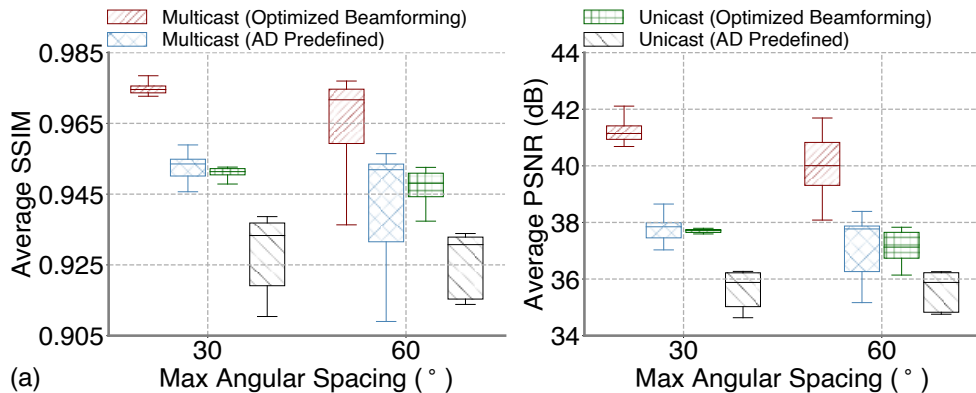 Multicast (Optimized Beamforming)
Unicast (Optimized Beamforming)
Multicast (AD Predefined)
Unicast (AD Predefined)
Average SSIM
0.985
0.965
0.945
0.925
0.905
30
60
Max Angular Spacing (°)
Average PSNR (dB)
44
42
40
38
36
34
30
60
Max Angular Spacing (°)
(a)